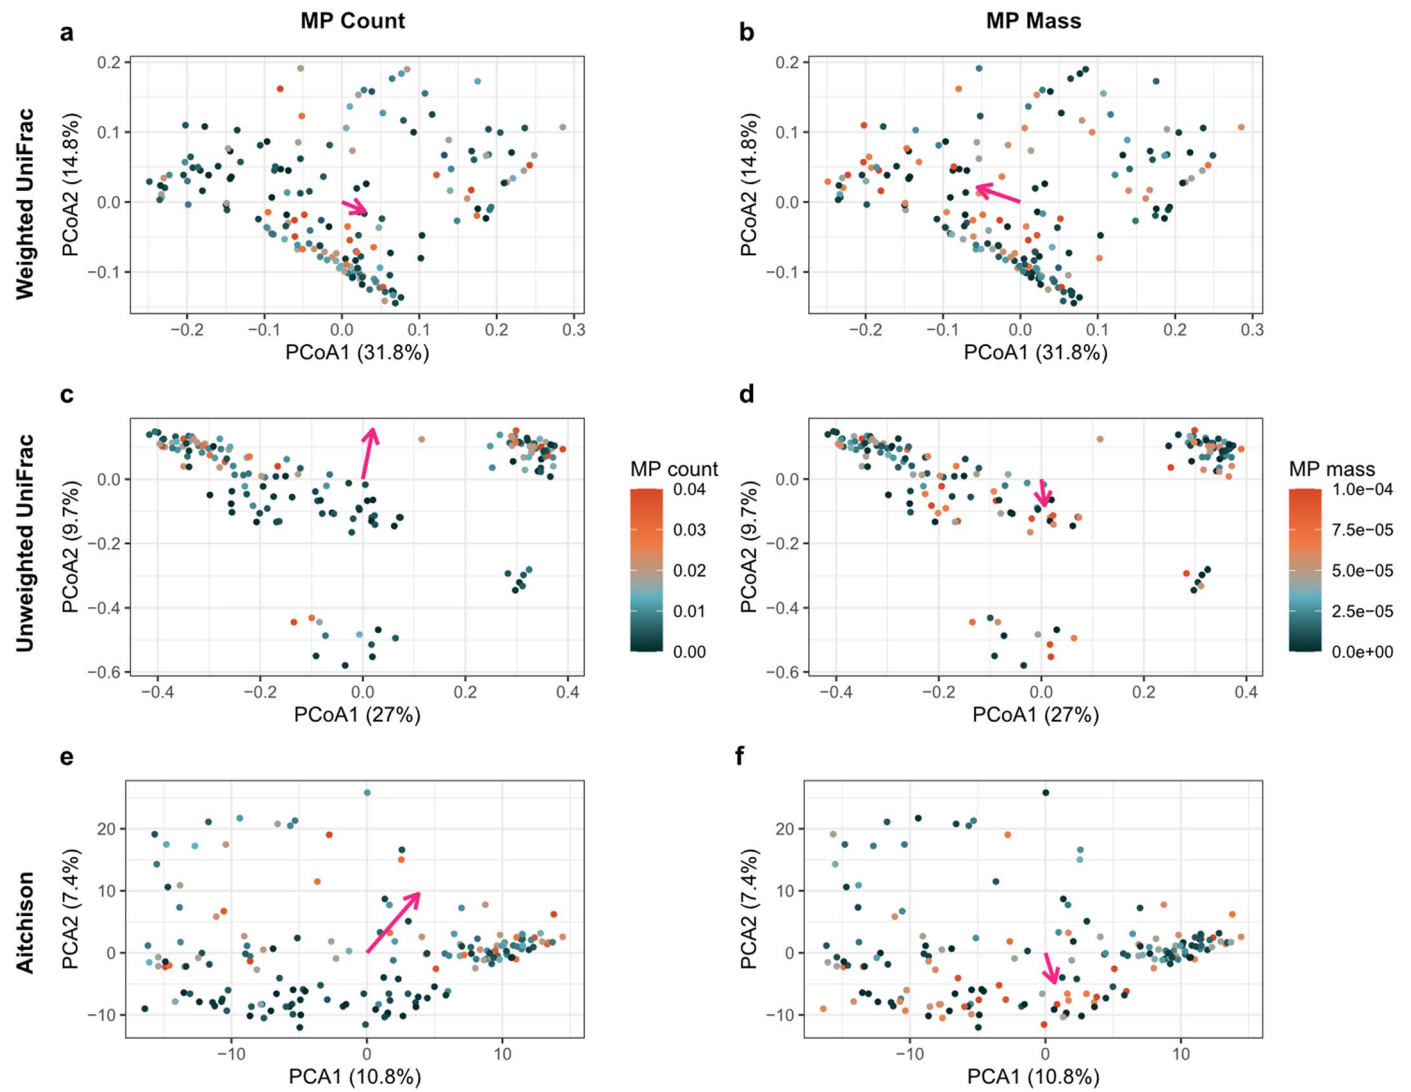 MP Count
MP Mass
a
b
Weighted UniFrac
PCoA2 (14.8%)
0.2
0.1
0.0
−0.1
−0.2
−0.1
0.0
0.1
0.2
0.3
PCoA1 (31.8%)
PCoA2 (14.8%)
0.2
0.1
0.0
−0.1
−0.2
−0.1
0.0
0.1
0.2
0.3
PCoA1 (31.8%)
c
d
Unweighted UniFrac
PCoA2 (9.7%)
0.0
−0.2
−0.4
−0.6
−0.4
−0.2
0.0
0.2
0.4
PCoA1 (27%)
MP count
0.04
0.03
0.02
0.01
0.00
PCoA2 (9.7%)
0.0
−0.2
−0.4
−0.6
−0.4
−0.2
0.0
0.2
0.4
PCoA1 (27%)
MP mass
1.0e−04
7.5e−05
5.0e−05
2.5e−05
0.0e+00
e
f
Aitchison
PCA2 (7.4%)
20
10
0
−10
−10
0
10
PCA1 (10.8%)
PCA2 (7.4%)
20
10
0
−10
−10
0
10
PCA1 (10.8%)